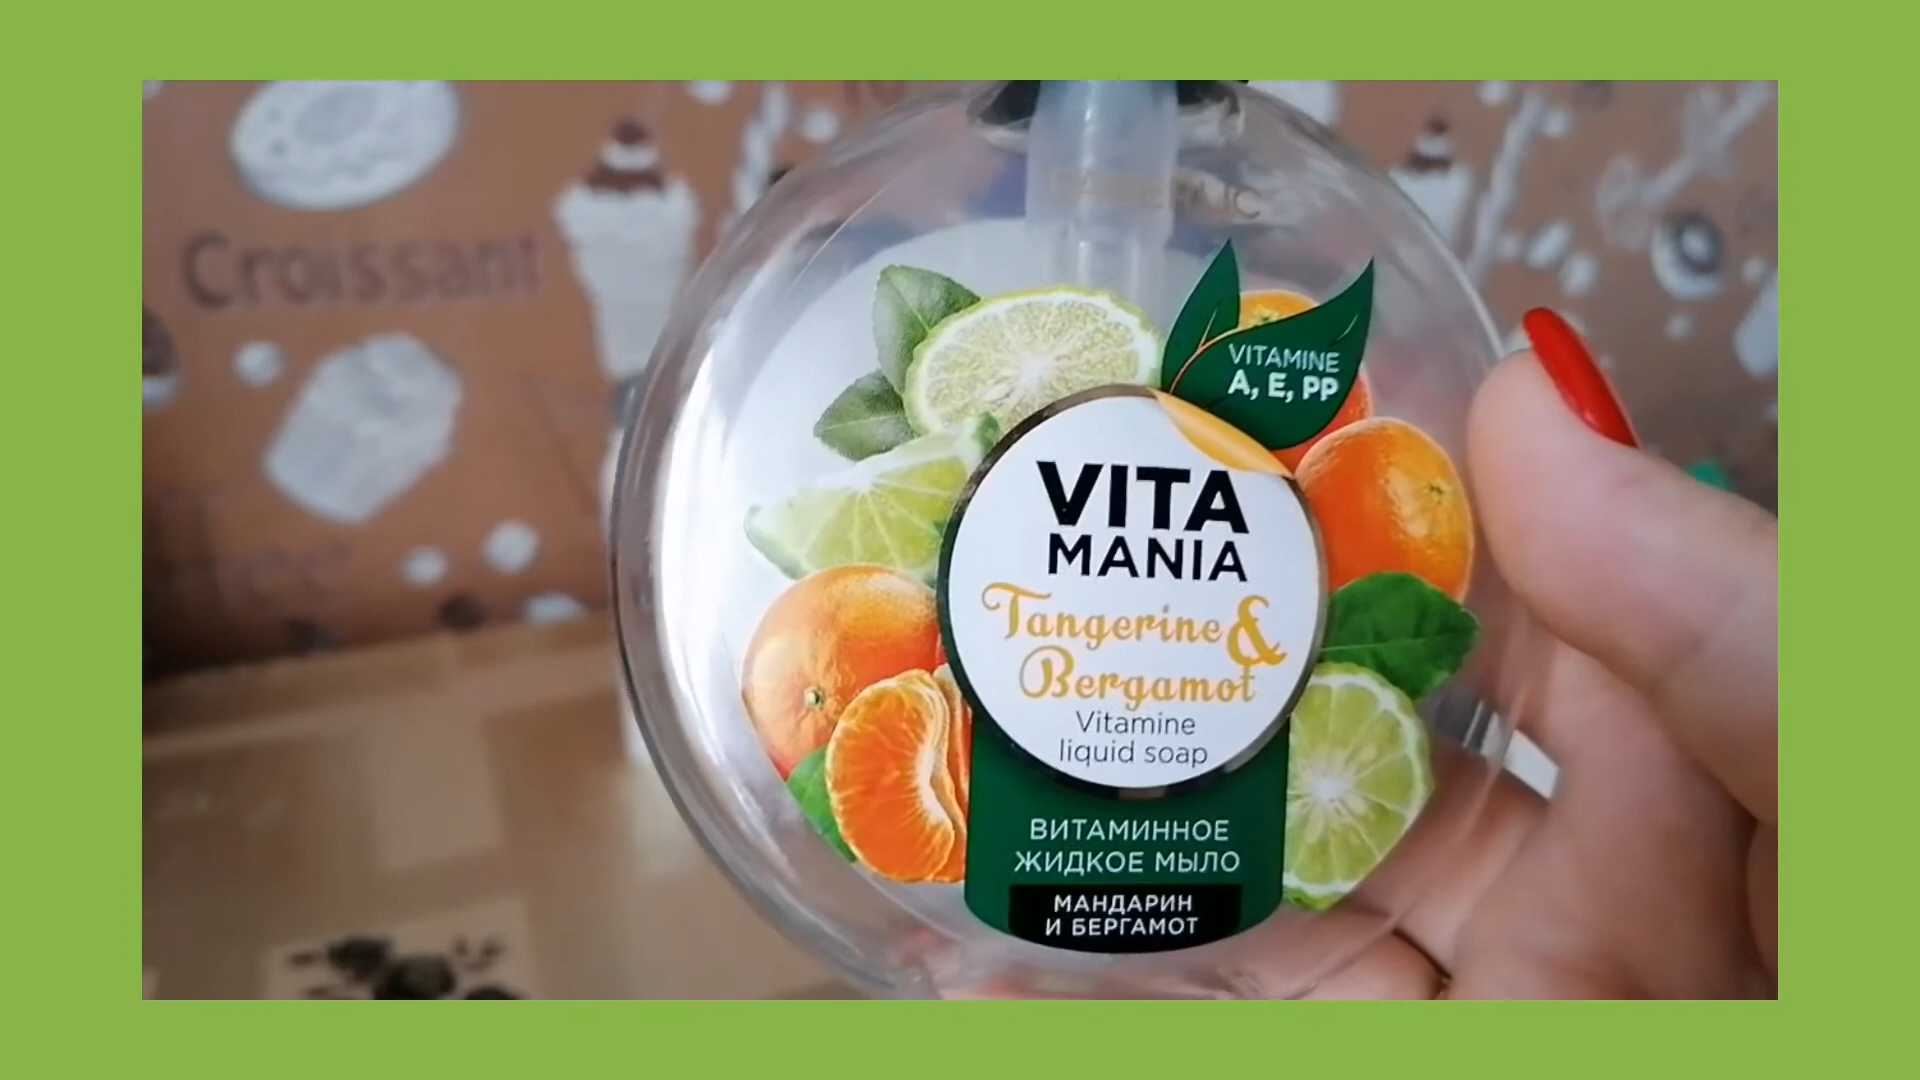 Croissant
VITAMINE
A, E, PP
VITA
MANIA
Tangerine &
Bergamot
Vitamine
liquid soap
ВИТАМИННОЕ
ЖИДКОЕ МЫЛО
МАНДАРИН
И БЕРГАМОТ